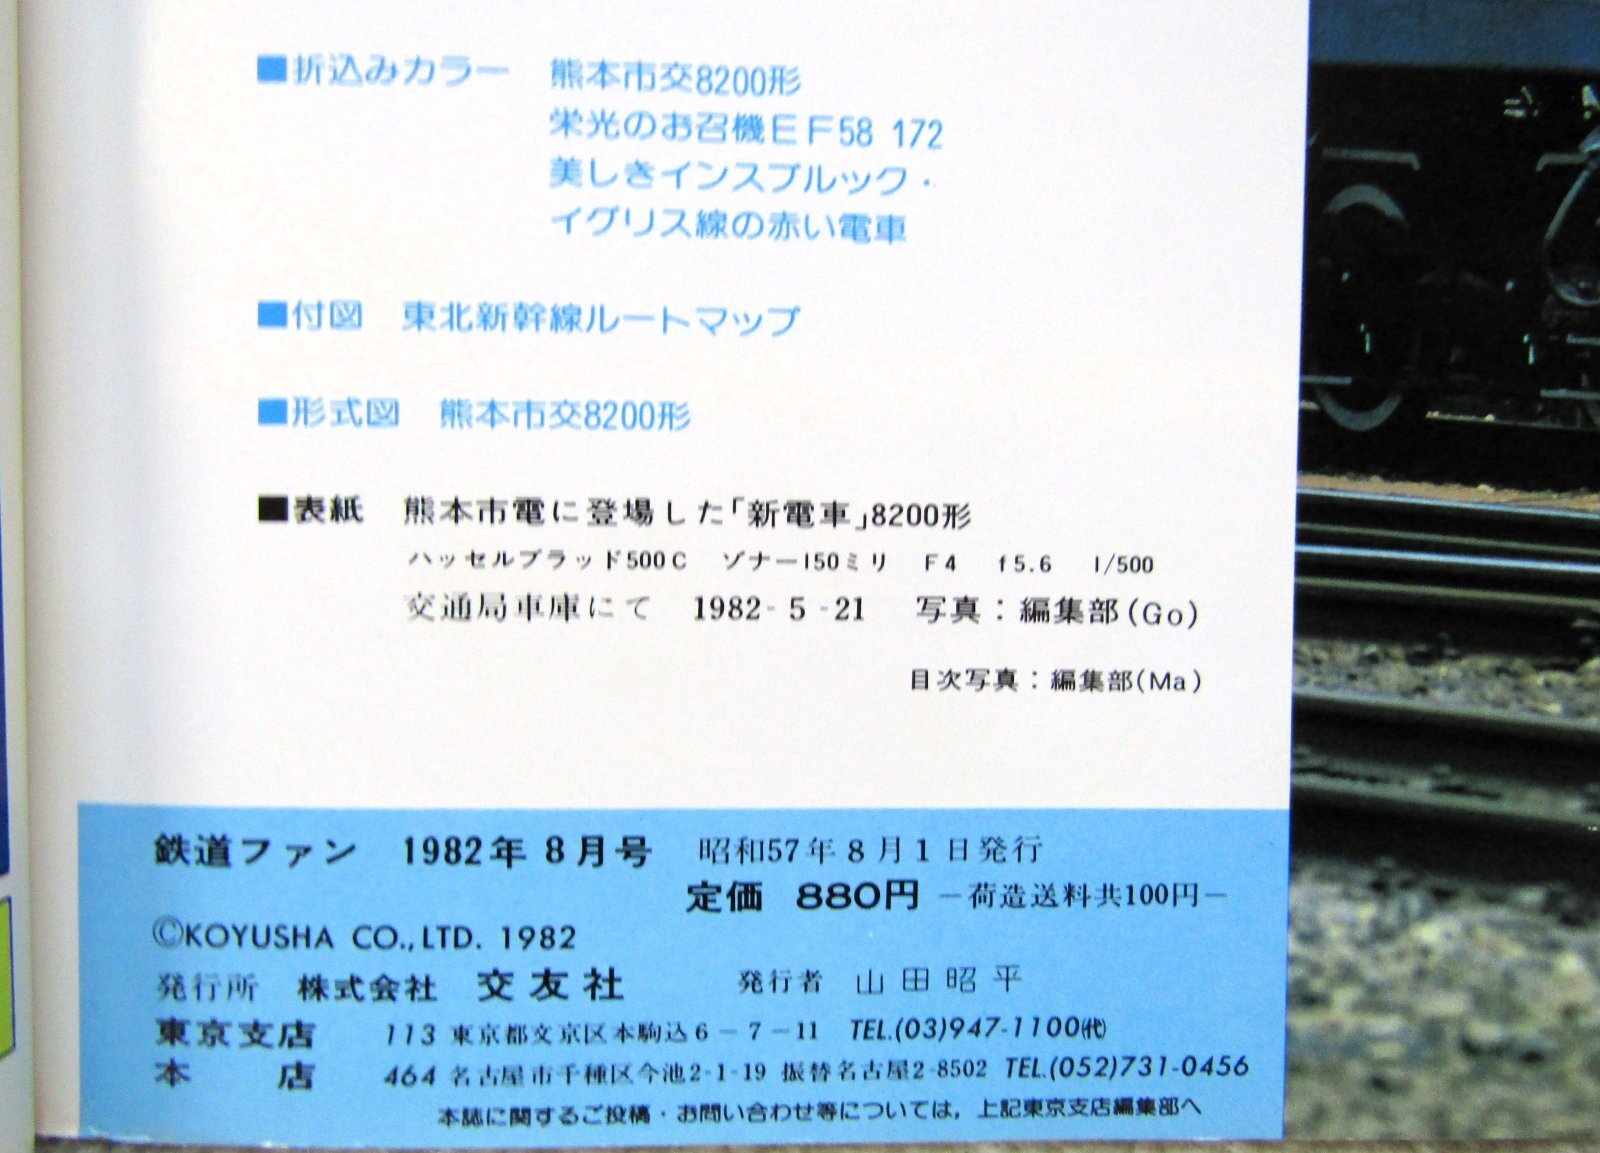 ■折込みカラー　熊本市交8200形
栄光のお召機ＥＦ58 172
美しきインスブルック・
イグリス線の赤い電車
■付図　東北新幹線ルートマップ
■形式図　熊本市交8200形
■表紙　熊本市電に登場した「新電車」8200形
ハッセルブラッド500C　ゾナー150ミリ　F4　f5.6　1/500
交通局車庫にて　1982-5-21　写真：編集部(Go)
目次写真：編集部(Ma)
鉄道ファン　1982年8月号　昭和57年8月1日発行
定価　880円　―荷造送料共100円―
©KOYUSHA CO.,LTD. 1982
発行所　株式会社　交友社　発行者　山田昭平
東京支店　113 東京都文京区本駒込6－7－11　TEL.(03)947-1100㈹
本店　464 名古屋市千種区今池2-1-19　振替名古屋2-8502　TEL.(052)731-0456
本誌に関するご投稿・お問い合わせ等については，上記東京支店編集部へ